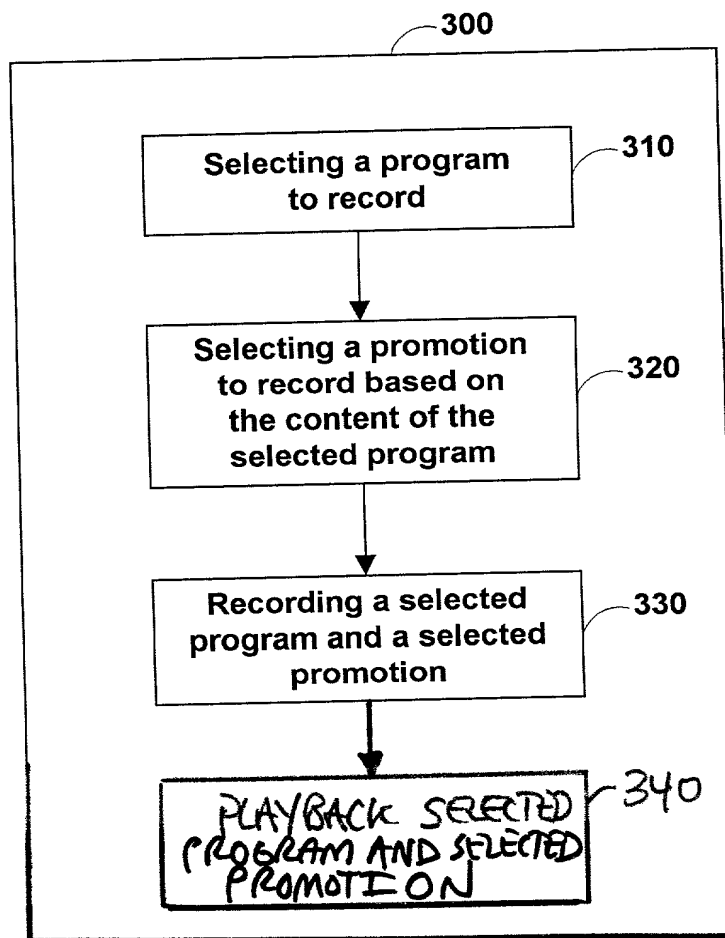 300
Selecting a program
to record
310
Selecting a promotion
to record based on
the content of the
selected program
320
Recording a selected
program and a selected
promotion
330
PLAYBACK SELECTED
PROGRAM AND SELECTED
PROMOTION
340